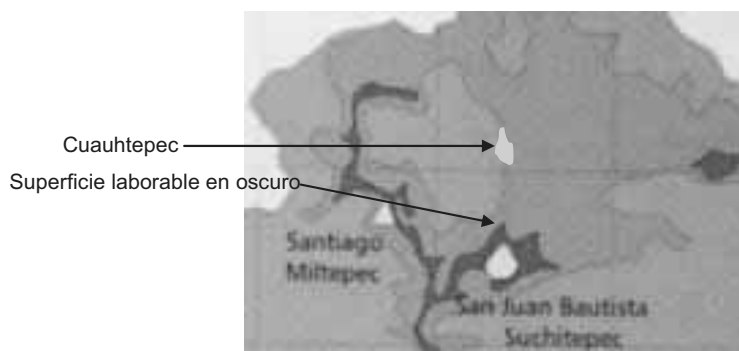 Cuauhtepec
Superficie laborable en oscuro
Santiago
Miltepec
San Juan Bautista
Suchitepec